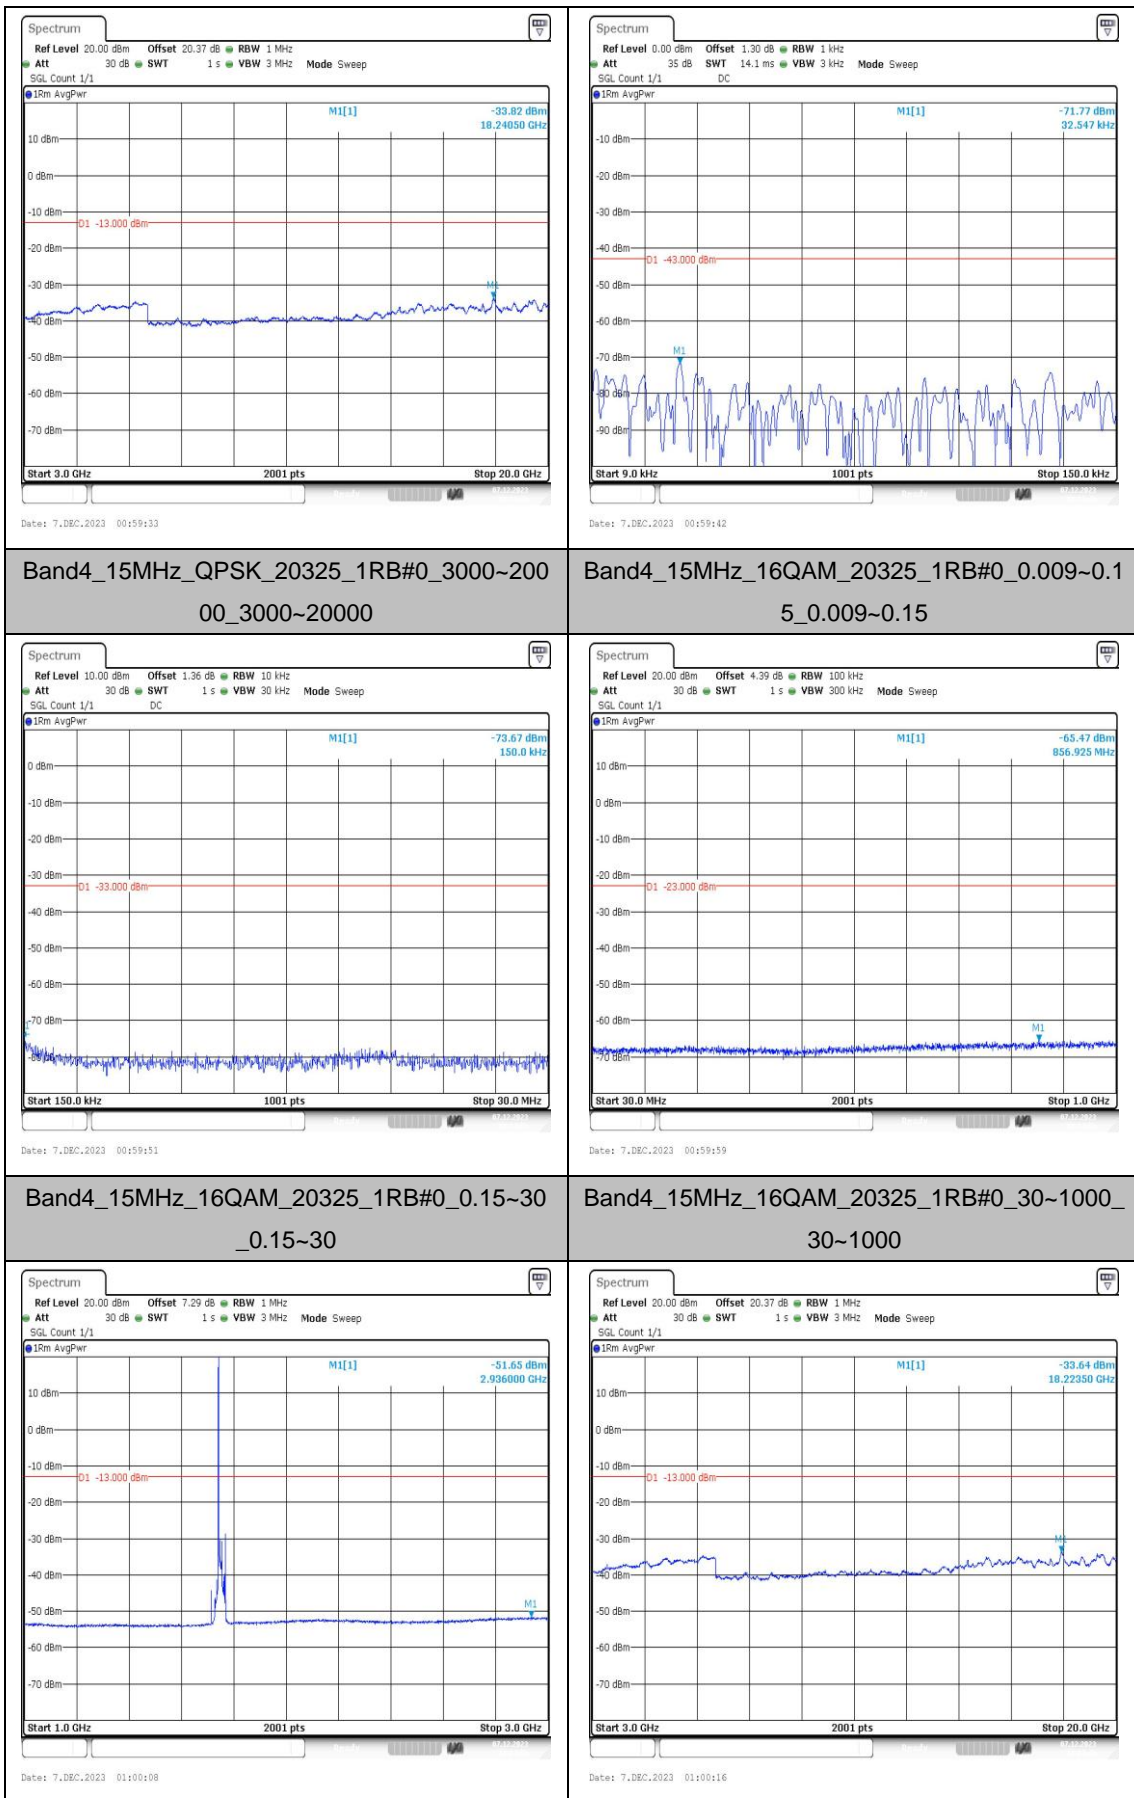 Spectrum
Ref Level 20.00 dBm Offset 20.37 dB RBW 1 MHz
Att 30 dB SWT 1 s VBW 3 MHz Mode Sweep
SGL Count 1/1
1Rm AvgPwr
M1[1] -33.82 dBm
18.24050 GHz
10 dBm
0 dBm
-10 dBm
D1 -13.000 dBm
-20 dBm
-30 dBm
M1
-40 dBm
-50 dBm
-60 dBm
-70 dBm
Start 3.0 GHz 2001 pts Stop 20.0 GHz
Date: 7.DEC.2023 00:59:33
Spectrum
Ref Level 0.00 dBm Offset 1.30 dB RBW 1 kHz
Att 35 dB SWT 14.1 ms VBW 3 kHz Mode Sweep
SGL Count 1/1 DC
1Rm AvgPwr
M1[1] -71.77 dBm
32.547 kHz
-10 dBm
-20 dBm
-30 dBm
-40 dBm
D1 -43.000 dBm
-50 dBm
-60 dBm
M1
-70 dBm
-80 dBm
-90 dBm
Start 9.0 kHz 1001 pts Stop 150.0 kHz
Date: 7.DEC.2023 00:59:42
Band4_15MHz_QPSK_20325_1RB#0_3000~200
00_3000~20000
Band4_15MHz_16QAM_20325_1RB#0_0.009~0.1
5_0.009~0.15
Spectrum
Ref Level 10.00 dBm Offset 1.36 dB RBW 10 kHz
Att 30 dB SWT 1 s VBW 30 kHz Mode Sweep
SGL Count 1/1 DC
1Rm AvgPwr
M1[1] -73.67 dBm
150.0 kHz
0 dBm
-10 dBm
-20 dBm
-30 dBm
D1 -33.000 dBm
-40 dBm
-50 dBm
-60 dBm
-70 dBm
-80 dBm
Start 150.0 kHz 1001 pts Stop 30.0 MHz
Date: 7.DEC.2023 00:59:51
Spectrum
Ref Level 20.00 dBm Offset 4.39 dB RBW 100 kHz
Att 30 dB SWT 1 s VBW 300 kHz Mode Sweep
SGL Count 1/1
1Rm AvgPwr
M1[1] -65.47 dBm
856.925 MHz
10 dBm
0 dBm
-10 dBm
-20 dBm
D1 -23.000 dBm
-30 dBm
-40 dBm
-50 dBm
-60 dBm
M1
-70 dBm
Start 30.0 MHz 2001 pts Stop 1.0 GHz
Date: 7.DEC.2023 00:59:59
Band4_15MHz_16QAM_20325_1RB#0_0.15~30
_0.15~30
Band4_15MHz_16QAM_20325_1RB#0_30~1000_
30~1000
Spectrum
Ref Level 20.00 dBm Offset 7.29 dB RBW 1 MHz
Att 30 dB SWT 1 s VBW 3 MHz Mode Sweep
SGL Count 1/1
1Rm AvgPwr
M1[1] -51.65 dBm
2.936000 GHz
10 dBm
0 dBm
-10 dBm
D1 -13.000 dBm
-20 dBm
-30 dBm
-40 dBm
-50 dBm
M1
-60 dBm
-70 dBm
Start 1.0 GHz 2001 pts Stop 3.0 GHz
Date: 7.DEC.2023 01:00:08
Spectrum
Ref Level 20.00 dBm Offset 20.37 dB RBW 1 MHz
Att 30 dB SWT 1 s VBW 3 MHz Mode Sweep
SGL Count 1/1
1Rm AvgPwr
M1[1] -33.64 dBm
18.22350 GHz
10 dBm
0 dBm
-10 dBm
D1 -13.000 dBm
-20 dBm
-30 dBm
M1
-40 dBm
-50 dBm
-60 dBm
-70 dBm
Start 3.0 GHz 2001 pts Stop 20.0 GHz
Date: 7.DEC.2023 01:00:16